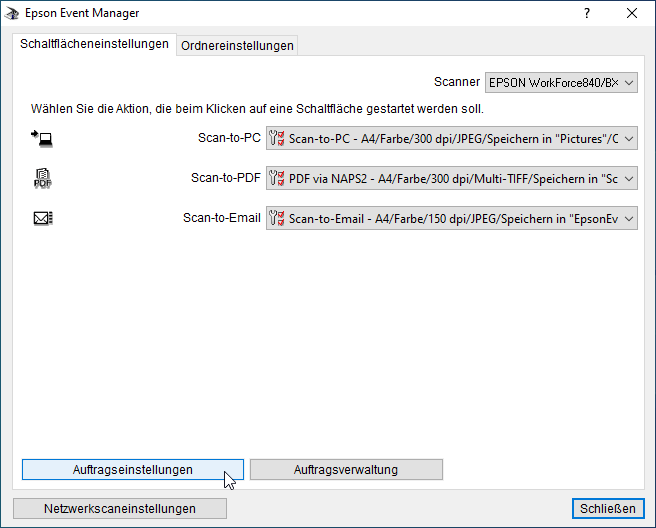 Epson Event Manager
?
Schaltflächeneinstellungen Ordnereinstellungen
Scanner EPSON WorkForce840/BX
Wählen Sie die Aktion, die beim Klicken auf eine Schaltfläche gestartet werden soll.
Scan-to-PC Scan-to-PC - A4/Farbe/300 dpi/JPEG/Speichern in "Pictures"/C
PDF Scan-to-PDF PDF via NAPS2 - A4/Farbe/300 dpi/Multi-TIFF/Speichern in "Sc
Scan-to-Email Scan-to-Email - A4/Farbe/150 dpi/JPEG/Speichern in "EpsonEv
Auftragseinstellungen Auftragsverwaltung
Netzwerkscaneinstellungen Schließen